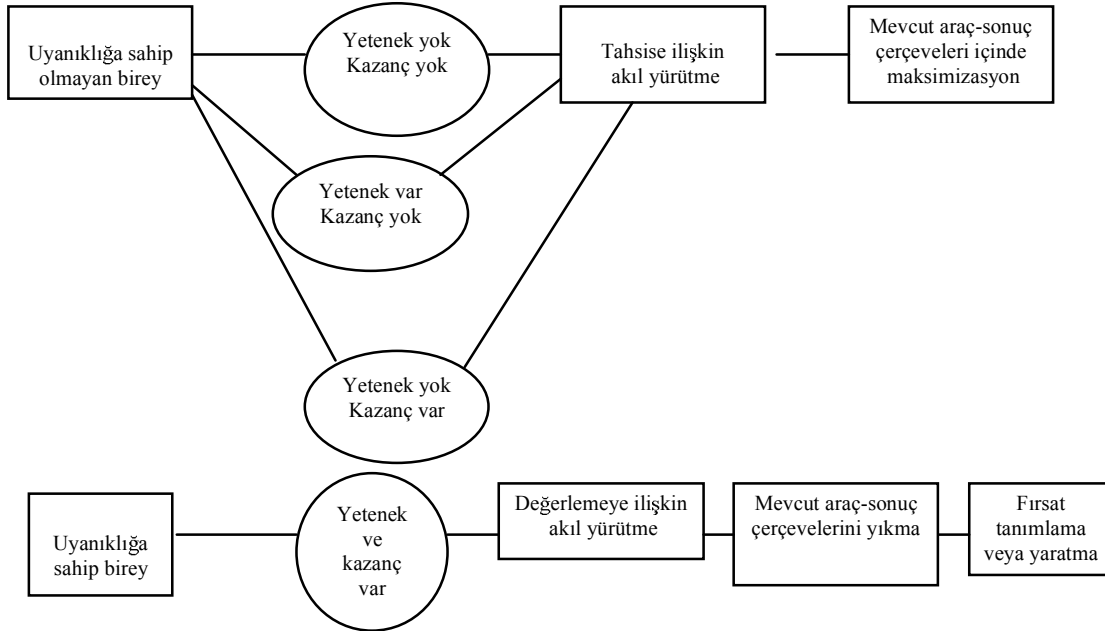 Uyanıklığa sahip
olmayan birey
Yetenek yok
Kazanç yok
Tahsise ilişkin
akıl yürütme
Mevcut araç-sonuç
çerçeveleri içinde
maksimizasyon
Yetenek var
Kazanç yok
Yetenek yok
Kazanç var
Uyanıklığa
sahip birey
Yetenek
ve
kazanç
var
Değerlemeye ilişkin
akıl yürütme
Mevcut araç-sonuç
çerçevelerini yıkma
Fırsat
tanımlama
veya yaratma